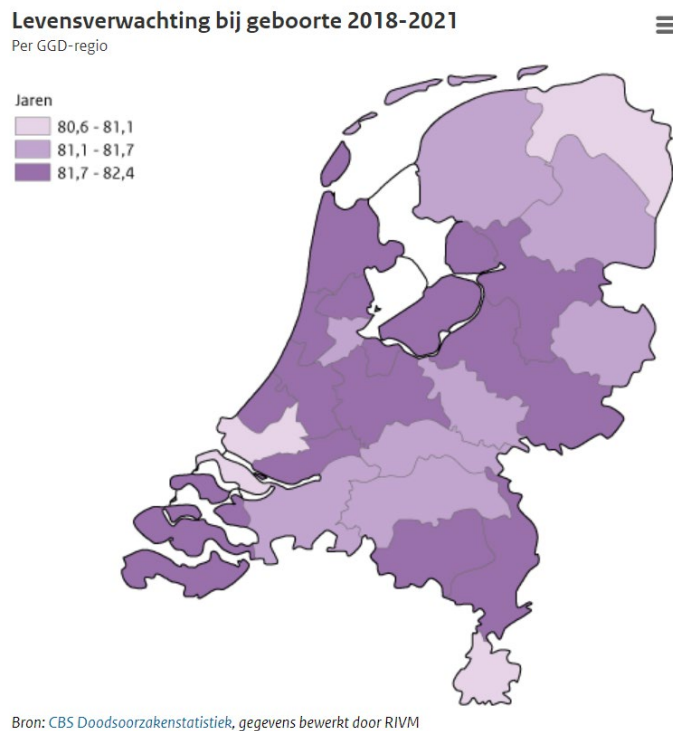 Levensverwachting bij geboorte 2018-2021
Per GGD-regio
Jaren
80,6 - 81,1
81,1 - 81,7
81,7 - 82,4
Bron: CBS Doodsoorzakenstatistiek, gegevens bewerkt door RIVM